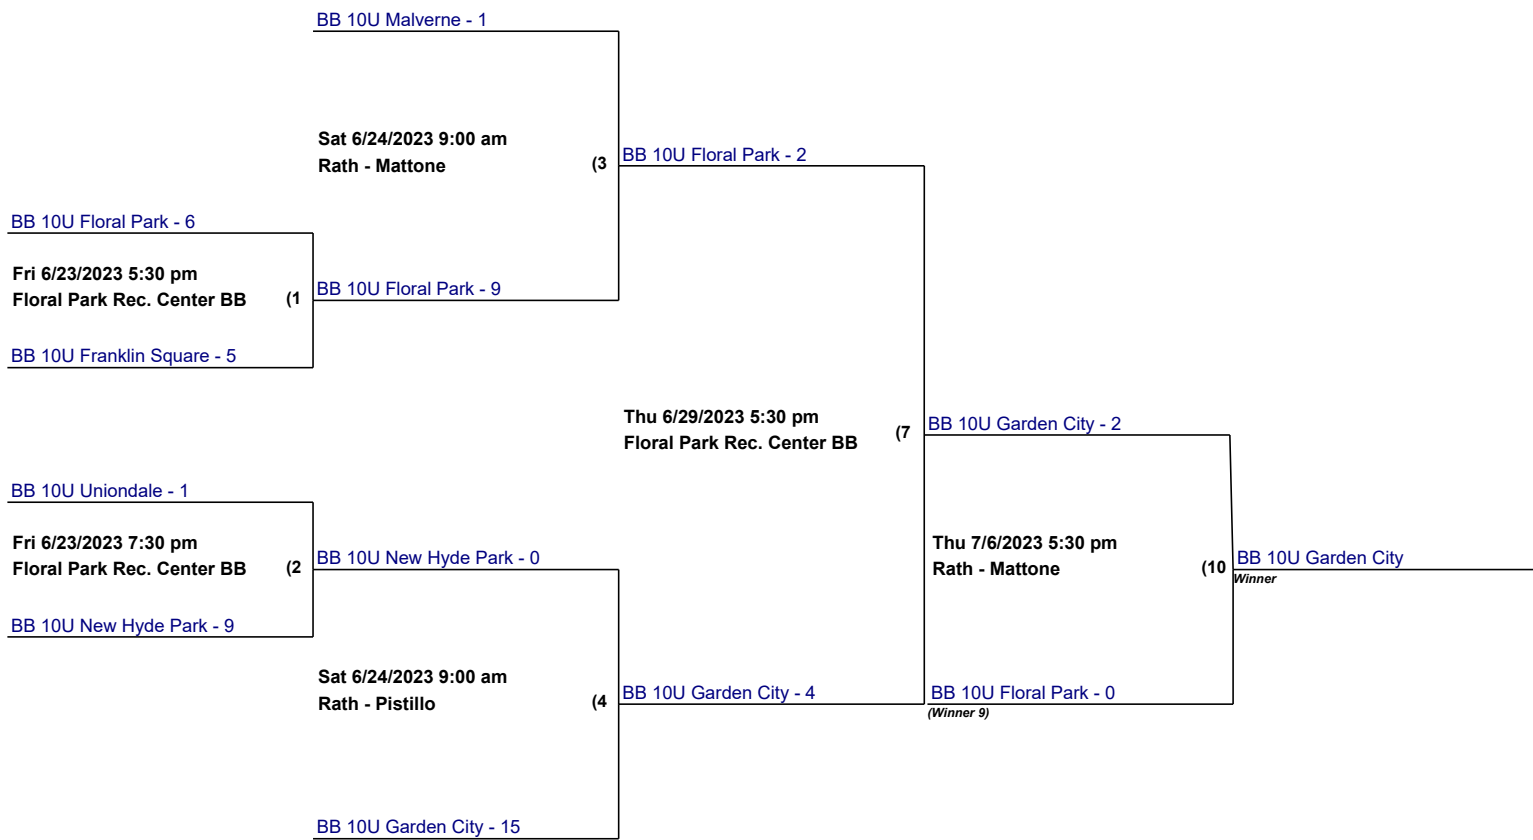 BB 10U Malverne - 1
Sat 6/24/2023 9:00 am
Rath - Mattone
(3
BB 10U Floral Park - 2
BB 10U Floral Park - 6
Fri 6/23/2023 5:30 pm
Floral Park Rec. Center BB
(1
BB 10U Floral Park - 9
BB 10U Franklin Square - 5
Thu 6/29/2023 5:30 pm
Floral Park Rec. Center BB
(7
BB 10U Garden City - 2
BB 10U Uniondale - 1
Fri 6/23/2023 7:30 pm
Floral Park Rec. Center BB
(2
BB 10U New Hyde Park - 0
Thu 7/6/2023 5:30 pm
Rath - Mattone
(10
BB 10U Garden City
Winner
BB 10U New Hyde Park - 9
Sat 6/24/2023 9:00 am
Rath - Pistillo
(4
BB 10U Garden City - 4
BB 10U Floral Park - 0
(Winner 9)
BB 10U Garden City - 15